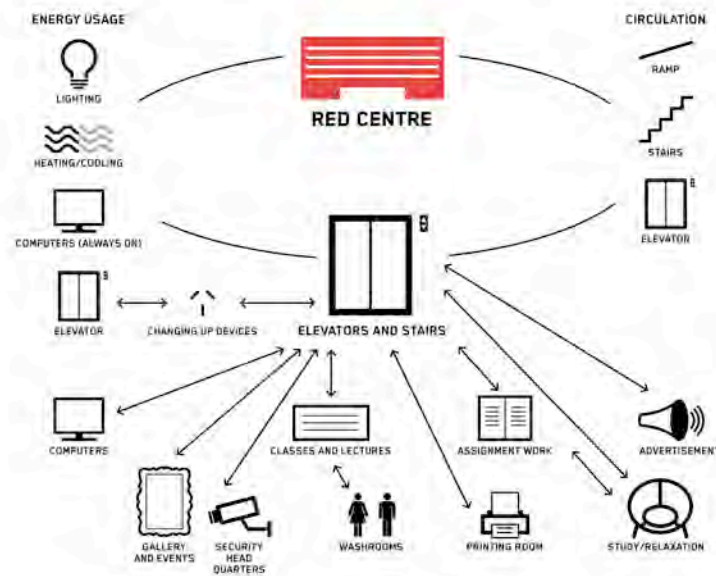 ENERGY USAGE
LIGHTING
HEATING/COOLING
COMPUTERS (ALWAYS ON)
ELEVATOR
CHANGING UP DEVICES
COMPUTERS
RED CENTRE
ELEVATORS AND STAIRS
CIRCULATION
RAMP
STAIRS
ELEVATOR
CLASSES AND LECTURES
ASSIGNMENT WORK
ADVERTISEMENT
GALLERY
AND EVENTS
SECURITY
HEAD
QUARTERS
WASHROOMS
PRINTING ROOM
STUDY/RELAXATION